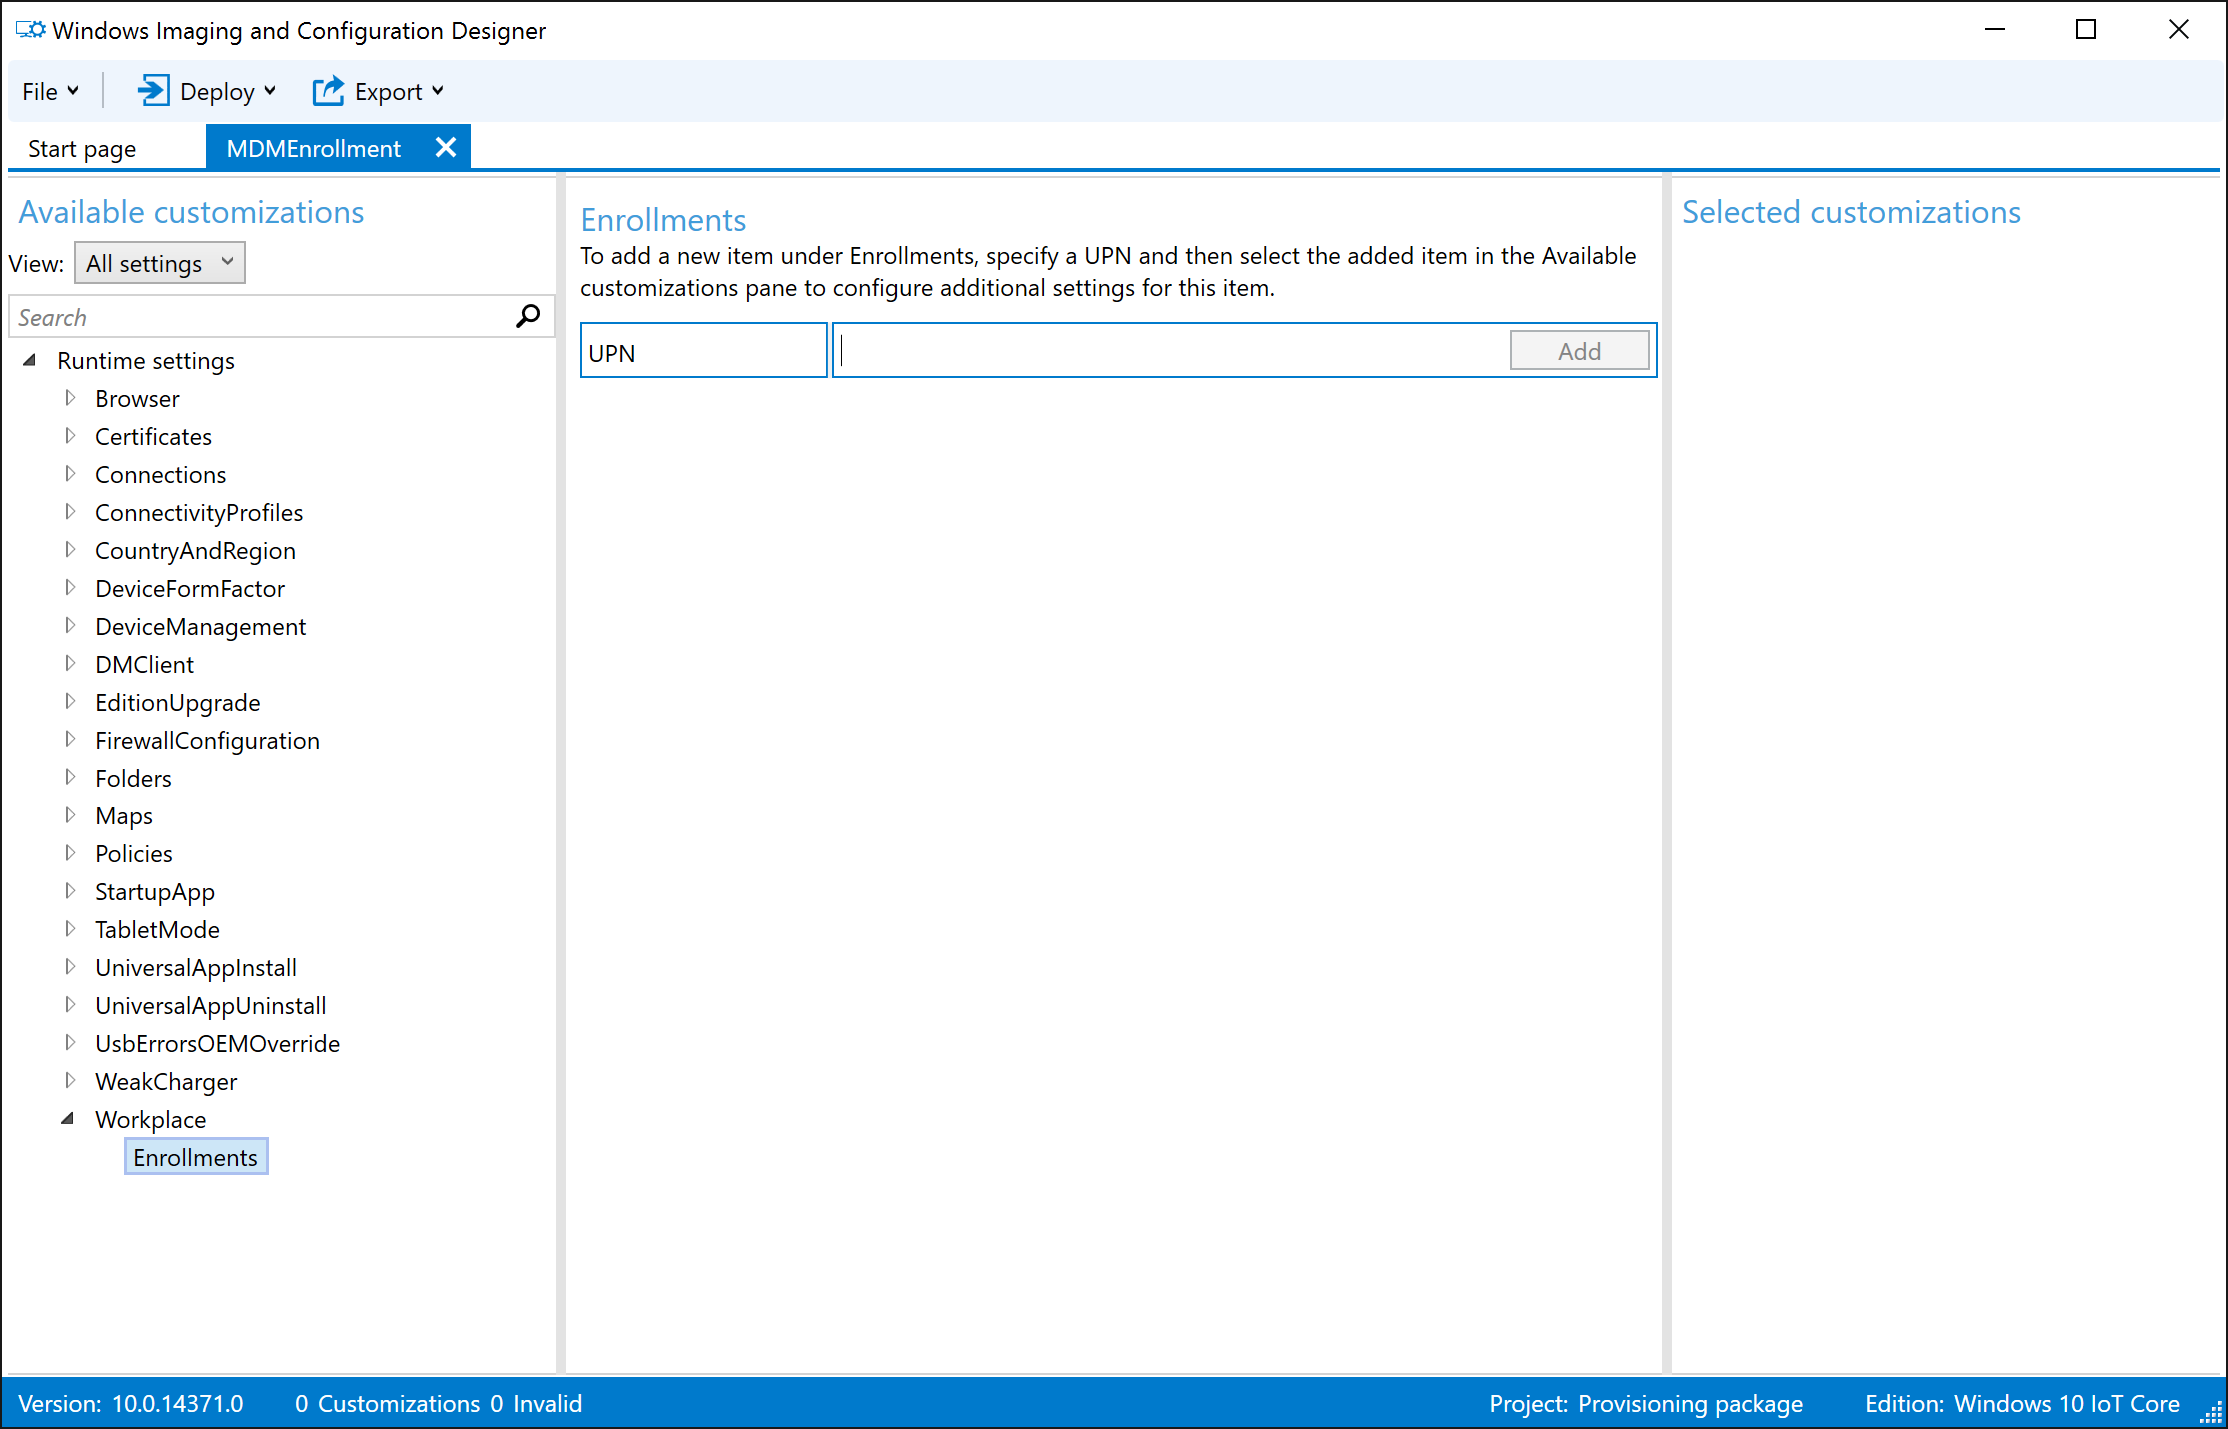 Windows Imaging and Configuration Designer
File Deploy Export
Start page MDMEnrollment
Available customizations
View: All settings
Search
Runtime settings
Browser
Certificates
Connections
ConnectivityProfiles
CountryAndRegion
DeviceFormFactor
DeviceManagement
DMClient
EditionUpgrade
FirewallConfiguration
Folders
Maps
Policies
StartupApp
TabletMode
UniversalAppInstall
UniversalAppUninstall
UsbErrorsOEMOverride
WeakCharger
Workplace
Enrollments
Enrollments
To add a new item under Enrollments, specify a UPN and then select the added item in the Available
customizations pane to configure additional settings for this item.
UPN Add
Selected customizations
Version: 10.0.14371.0 0 Customizations 0 Invalid Project: Provisioning package Edition: Windows 10 IoT Core